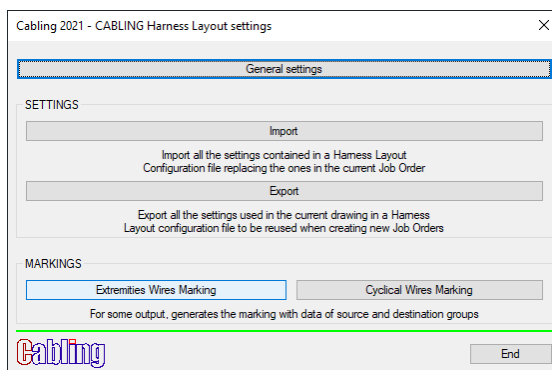 Cabling 2021 - CABLING Harness Layout settings
General settings
SETTINGS
Import
Import all the settings contained in a Harness Layout
Configuration file replacing the ones in the current Job Order
Export
Export all the settings used in the current drawing in a Harness
Layout configuration file to be reused when creating new Job Orders
MARKINGS
Extremities Wires Marking
Cyclical Wires Marking
For some output, generates the marking with data of source and destination groups
Cabling
End